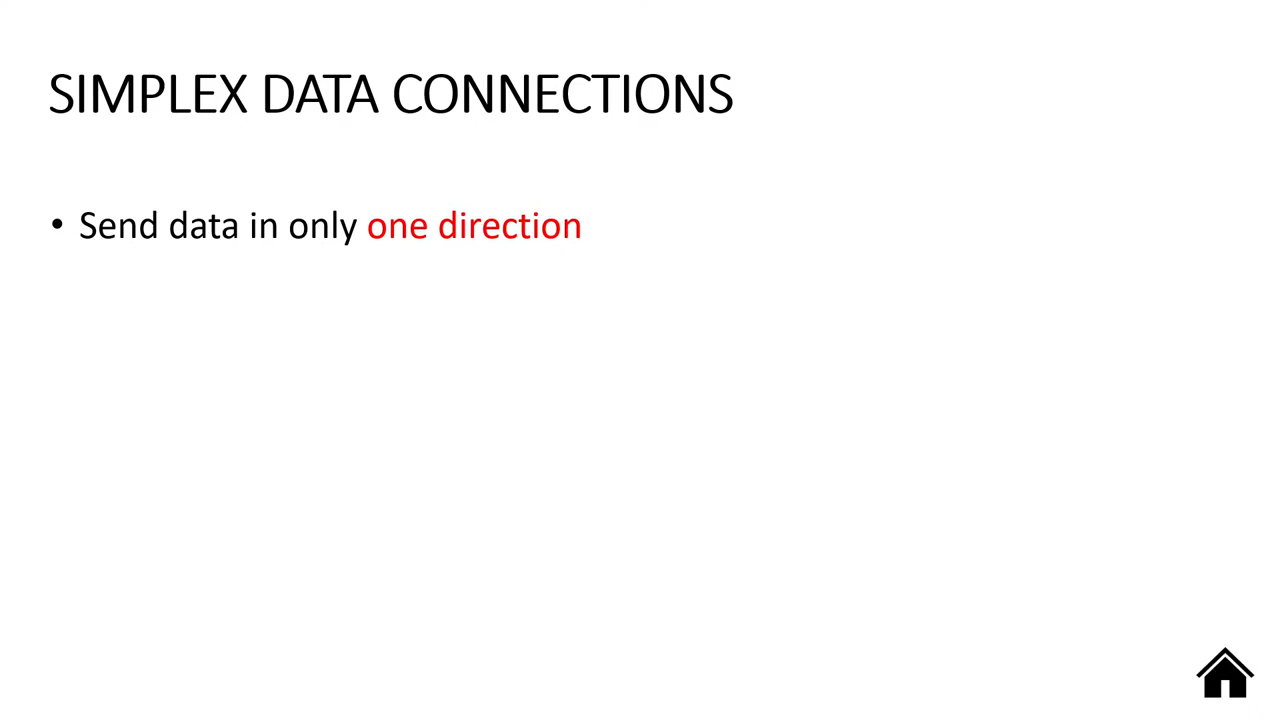 SIMPLEX DATA CONNECTIONS
• Send data in only one direction